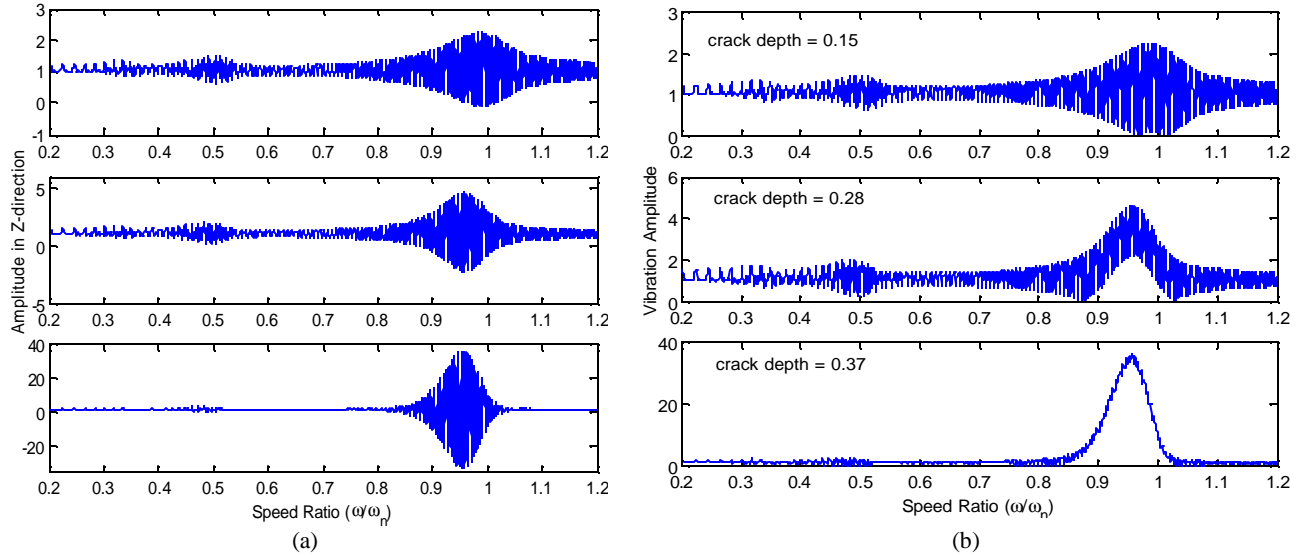 3
2
1
0
-1
0.2 0.3 0.4 0.5 0.6 0.7 0.8 0.9 1 1.1 1.2
5
0
-5
0.2 0.3 0.4 0.5 0.6 0.7 0.8 0.9 1 1.1 1.2
40
20
0
-20
0.2 0.3 0.4 0.5 0.6 0.7 0.8 0.9 1 1.1 1.2
Amplitude in Z-direction
Speed Ratio (ω/ωn)
(a)
3
2
1
0
crack depth = 0.15
0.2 0.3 0.4 0.5 0.6 0.7 0.8 0.9 1 1.1 1.2
6
4
2
0
crack depth = 0.28
0.2 0.3 0.4 0.5 0.6 0.7 0.8 0.9 1 1.1 1.2
40
20
0
crack depth = 0.37
0.2 0.3 0.4 0.5 0.6 0.7 0.8 0.9 1 1.1 1.2
Vibration Amplitude
Speed Ratio (ω/ωn)
(b)